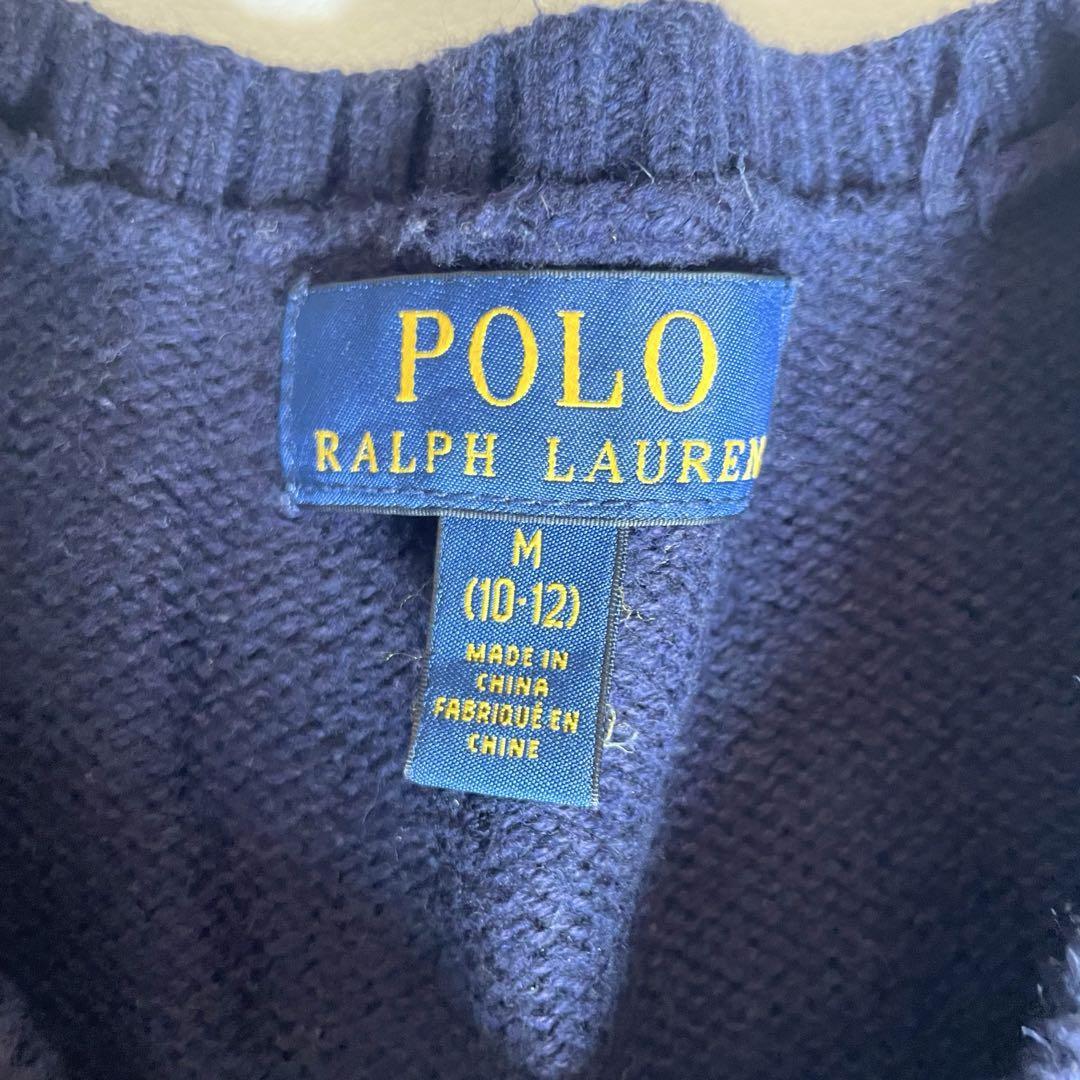 POLO
RALPH LAUREN
M
(10-12)
MADE IN
CHINA
FABRIQUÉ EN
CHINE